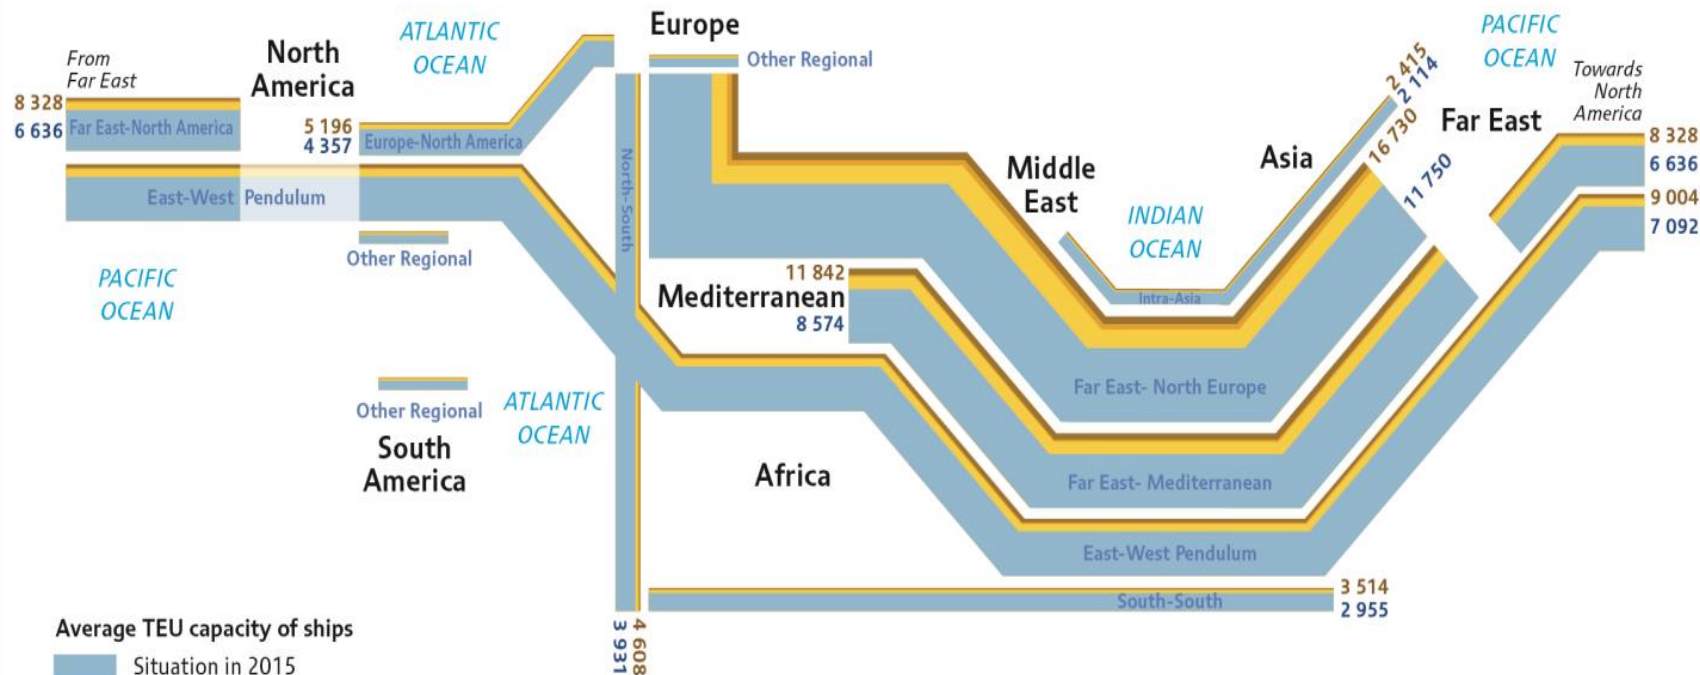 ATLANTIC
OCEAN
Europe
PACIFIC
OCEAN
From
Far East
North
America
Other Regional
Towards
North
America
8 328
6 636
Far East-North America
5 196
4 357
Europe-North America
2 415
2 114
16 730
11 750
Far East
8 328
6 636
Asia
Middle
East
North-South
East-West Pendulum
9 004
7 092
INDIAN
OCEAN
Other Regional
PACIFIC
OCEAN
11 842
Mediterranean
8 574
Intra-Asia
Far East- North Europe
Other Regional
ATLANTIC
OCEAN
South
America
Africa
Far East- Mediterranean
East-West Pendulum
3 514
South-South
2 955
4 608
3 931
Average TEU capacity of ships
Situation in 2015